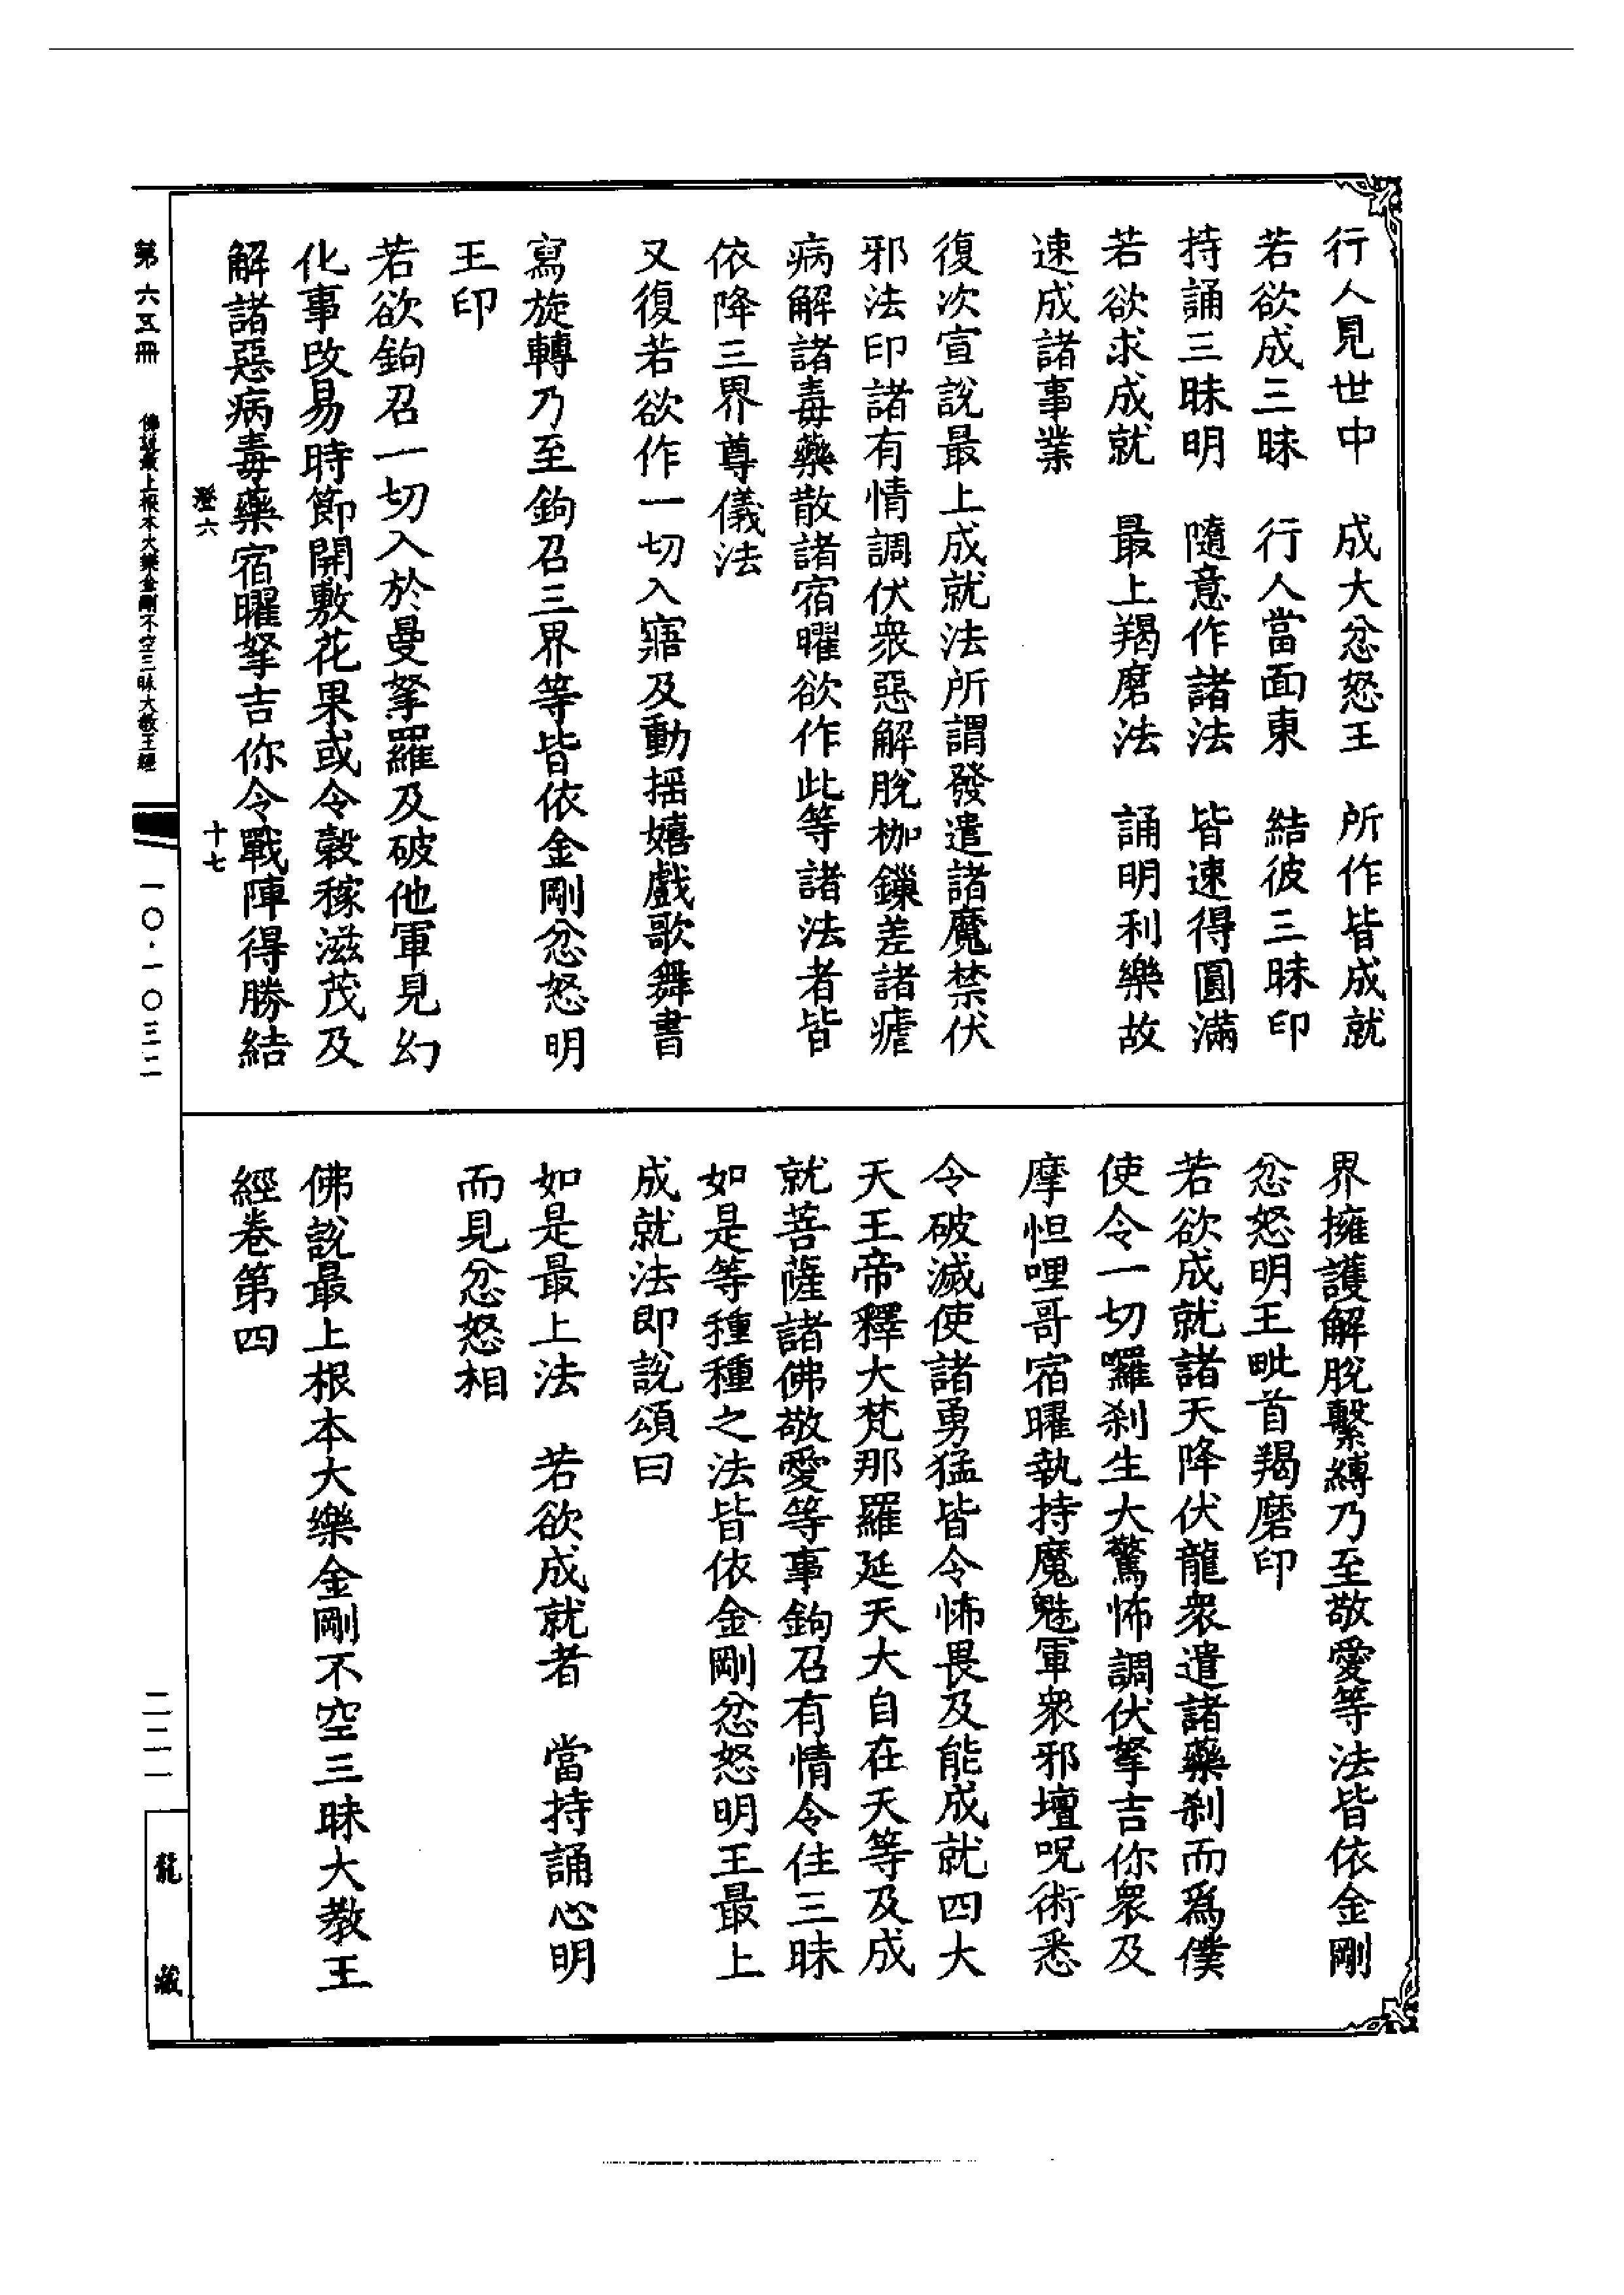 行人見世中　成大忿怒王　所作皆成就
若欲成三昧　行人當面東　結彼三昧印
持誦三昧明　隨意作諸法　皆速得圓滿
若欲求成就　最上羯磨法　誦明利樂故
速成諸事業
復次宣說最上成就法所謂發遣諸魔禁伏
邪法印諸有情調伏衆惡解脫枷鏁差諸瘧
病解諸毒藥散諸宿曜欲作此等諸法者皆
依降三界尊儀法
又復若欲作一切入寤及動揺嬉戲歌舞書
寫旋轉乃至鉤召三界等皆依金剛忿怒明
王印
若欲鉤召一切入於曼拏羅及破他軍見幻
化事改易時節開敷花果或令穀稼滋茂及
解諸惡病毒藥宿曜拏吉你令戰陣得勝結
澄六　十七
界擁護解脫繫縛乃至敬愛等法皆依金剛
忿怒明王毗首羯磨印
若欲成就諸天降伏龍衆遣諸藥刹而爲僕
使令一切囉刹生大驚怖調伏拏吉你衆及
摩怛哩哥宿曜執持魔魅軍衆邪壇呪術悉
令破滅使諸勇猛皆令怖畏及能成就四大
天王帝釋大梵那羅延天大自在天等及成
就菩薩諸佛敬愛等事鉤召有情令住三昧
如是等種種之法皆依金剛忿怒明王最上
成就法即說頌曰
如是最上法　若欲成就者　當持誦心明
而見忿怒相
佛說最上根本大樂金剛不空三昧大教王
經卷第四
第六五冊　佛說最上根本大樂金剛不空三昧大教王經　一〇·一〇三二　二二一
龍藏